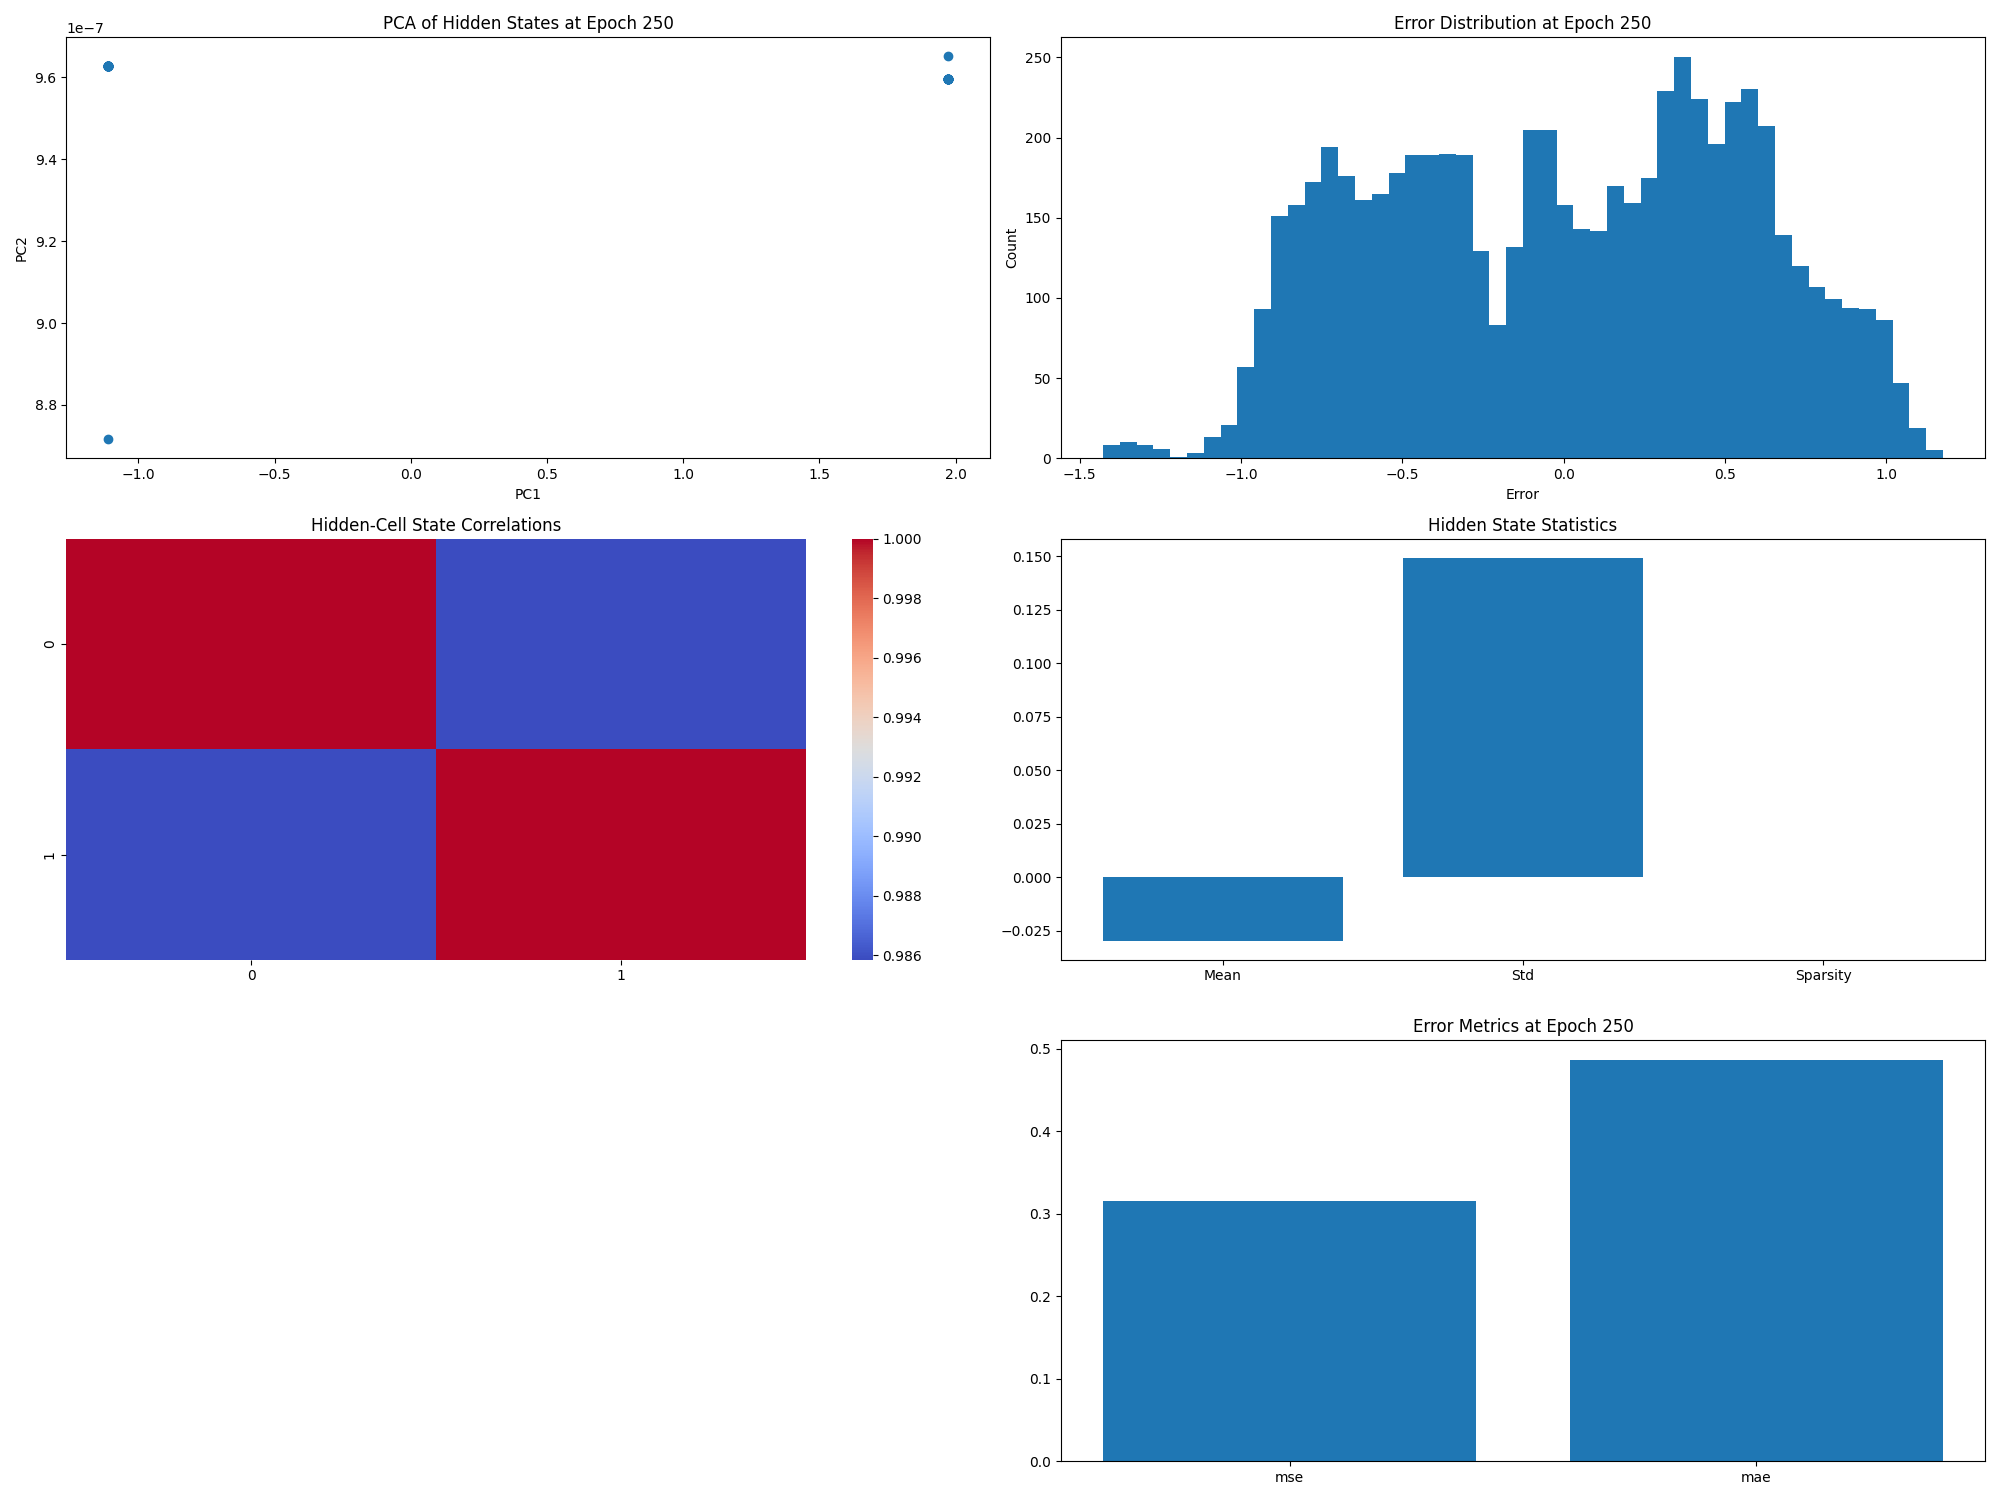 PCA of Hidden States at Epoch 250
1e−7
9.6
9.4
9.2
9.0
8.8
PC2
−1.0 −0.5 0.0 0.5 1.0 1.5 2.0
PC1
Error Distribution at Epoch 250
250
200
150
100
50
0
Count
−1.5 −1.0 −0.5 0.0 0.5 1.0
Error
Hidden-Cell State Correlations
0
1
0 1
1.000
0.998
0.996
0.994
0.992
0.990
0.988
0.986
Hidden State Statistics
0.150
0.125
0.100
0.075
0.050
0.025
0.000
−0.025
Mean Std Sparsity
Error Metrics at Epoch 250
0.5
0.4
0.3
0.2
0.1
0.0
mse mae